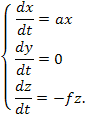 dx/dt = ax
dy/dt = 0
dz/dt = −fz.